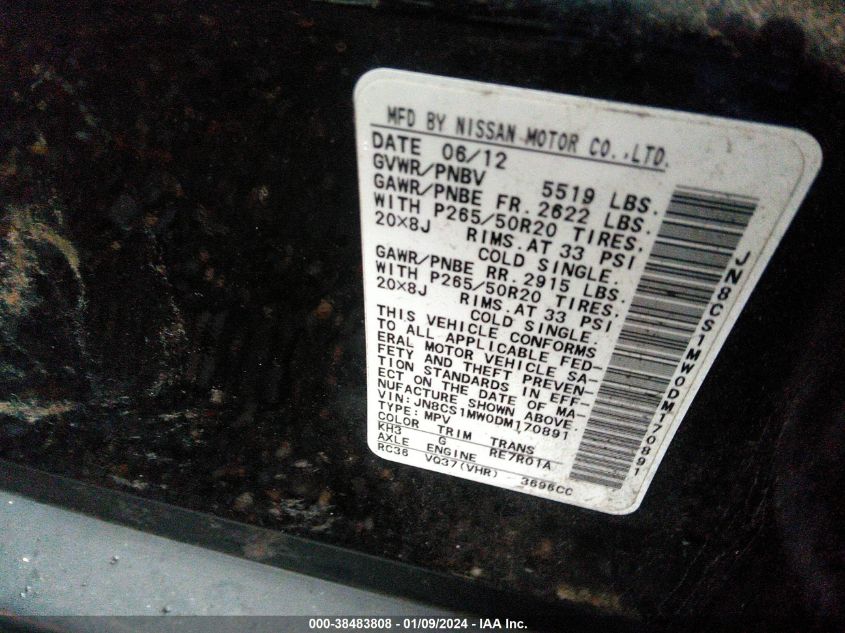 MFD BY NISSAN MOTOR CO.,LTD.
DATE 06/12
GVWR/PNBV 5519 LBS.
GAWR/PNBE FR. 2622 LBS.
WITH P265/50R20 TIRES.
20X8J RIMS.AT 33 PSI
COLD SINGLE.
GAWR/PNBE RR. 2915 LBS.
WITH P265/50R20 TIRES.
20X8J RIMS.AT 33 PSI
COLD SINGLE.
THIS VEHICLE CONFORMS
TO ALL APPLICABLE FED-
ERAL MOTOR VEHICLE SA-
FETY AND THEFT PREVEN-
TION STANDARDS IN EFF-
ECT ON THE DATE OF MA-
NUFACTURE SHOWN ABOVE.
VIN:JN8CS1MW0DM170891
TYPE: MPV
COLOR TRIM TRANS
KH3 G RE7R01A
AXLE ENGINE
RC36 VQ37(VHR) 3696CC
JN8CS1MW0DM170891
000-38483808 - 01/09/2024 - IAA Inc.